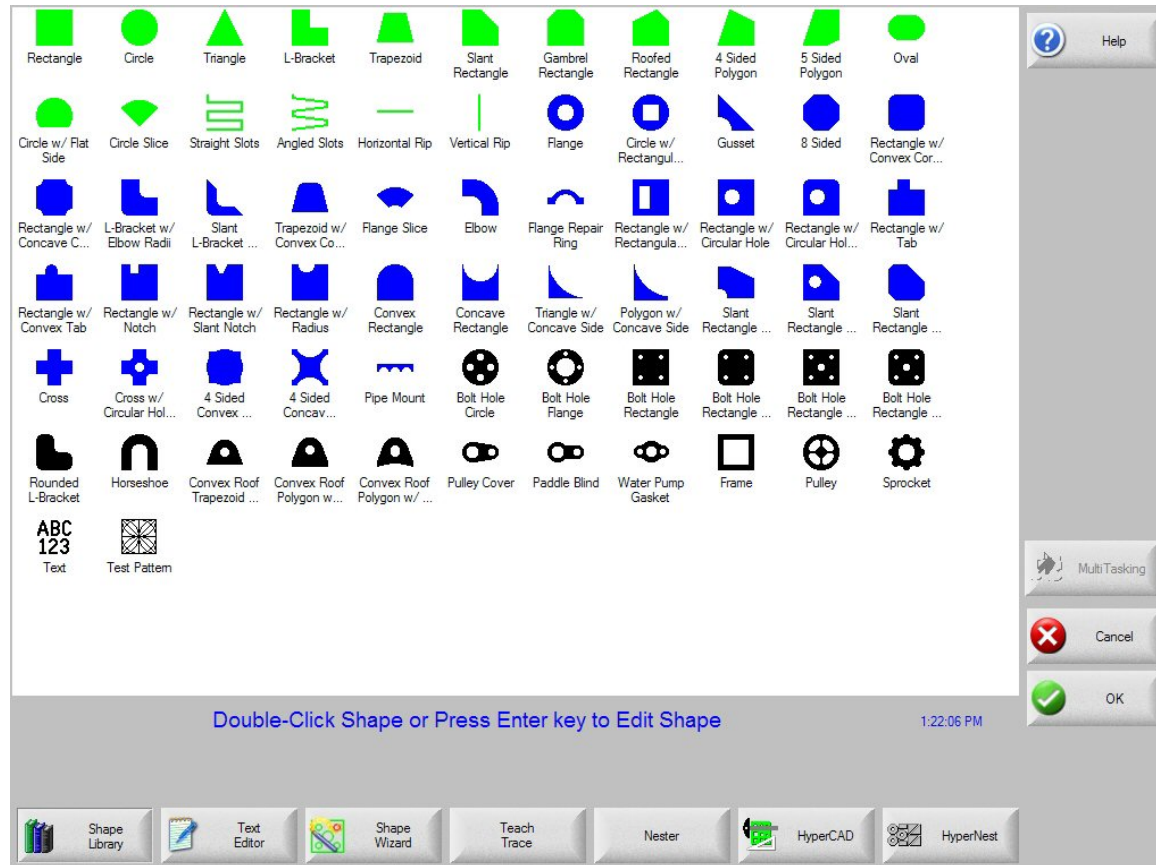 Rectangle Circle Triangle L-Bracket Trapezoid Slant Rectangle Gambrel Rectangle Roofed Rectangle 4 Sided Polygon 5 Sided Polygon Oval
Circle w/ Flat Side Circle Slice Straight Slots Angled Slots Horizontal Rip Vertical Rip Flange Circle w/ Rectangul... Gusset 8 Sided Rectangle w/ Convex Cor...
Rectangle w/ Concave C... L-Bracket w/ Elbow Radii Slant L-Bracket ... Trapezoid w/ Convex Co... Flange Slice Elbow Flange Repair Ring Rectangle w/ Rectangula... Rectangle w/ Circular Hole Rectangle w/ Circular Hol... Rectangle w/ Tab
Rectangle w/ Convex Tab Rectangle w/ Notch Rectangle w/ Slant Notch Rectangle w/ Radius Convex Rectangle Concave Rectangle Triangle w/ Concave Side Polygon w/ Concave Side Slant Rectangle ... Slant Rectangle ... Slant Rectangle ...
Cross Cross w/ Circular Hol... 4 Sided Convex ... 4 Sided Concav... Pipe Mount Bolt Hole Circle Bolt Hole Flange Bolt Hole Rectangle Bolt Hole Rectangle ... Bolt Hole Rectangle ... Bolt Hole Rectangle ...
Rounded L-Bracket Horseshoe Convex Roof Trapezoid ... Convex Roof Polygon w... Convex Roof Polygon w/ ... Pulley Cover Paddle Blind Water Pump Gasket Frame Pulley Sprocket
ABC
123
Text Test Pattern
Help
MultiTasking
Cancel
OK
Double-Click Shape or Press Enter key to Edit Shape 1:22:06 PM
Shape Library Text Editor Shape Wizard Teach Trace Nester HyperCAD HyperNest